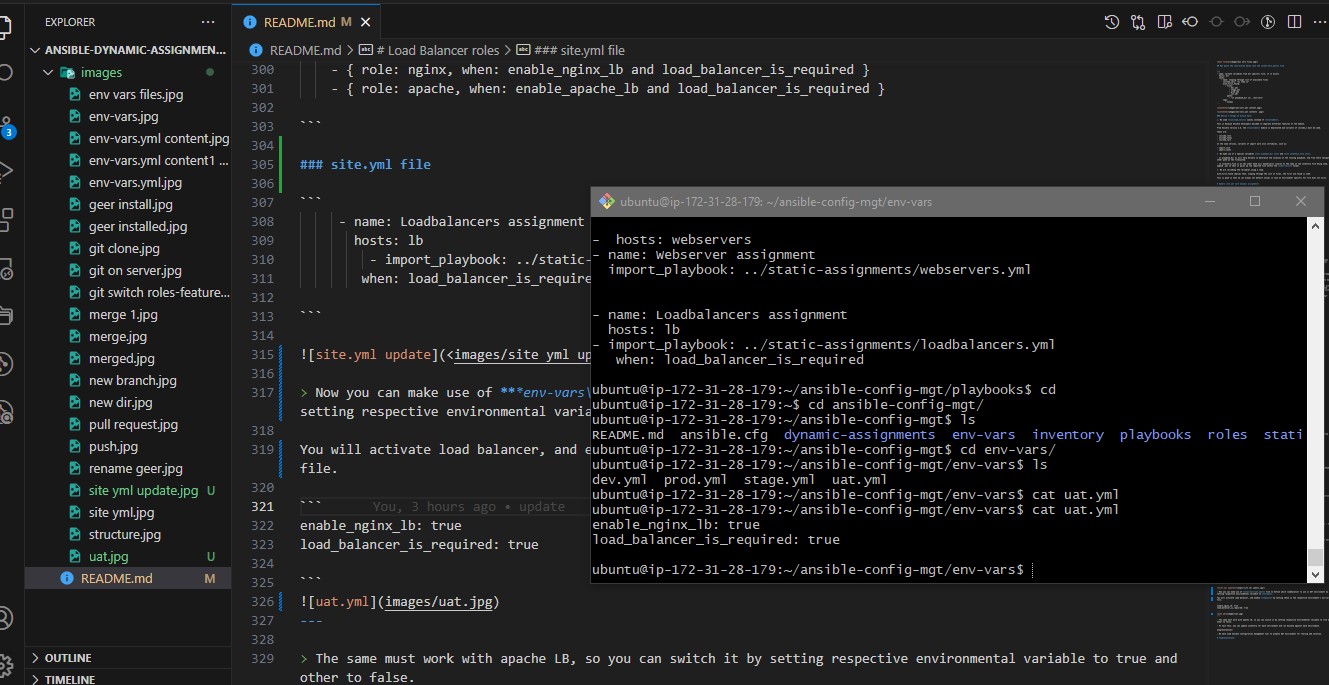 EXPLORER
ANSIBLE-DYNAMIC-ASSIGNMEN...
images
env vars files.jpg
env-vars.jpg
env-vars.yml content.jpg
env-vars.yml content1 ...
env-vars.yml.jpg
geer install.jpg
geer installed.jpg
git clone.jpg
git on server.jpg
git switch roles-feature...
merge 1.jpg
merge.jpg
merged.jpg
new branch.jpg
new dir.jpg
pull request.jpg
push.jpg
rename geer.jpg
site yml update.jpg U
site yml.jpg
structure.jpg
uat.jpg U
README.md M
OUTLINE
TIMELINE
3
README.md M
README.md > # Load Balancer roles > ### site.yml file
300 - { role: nginx, when: enable_nginx_lb and load_balancer_is_required }
301 - { role: apache, when: enable_apache_lb and load_balancer_is_required }
302
303 ```
304
305 ### site.yml file
306
307 ```
308 - name: Loadbalancers assignment
309 hosts: lb
310 - import_playbook: ../static-
311 when: load_balancer_is_require
312
313 ```
314
315 ![site.yml update](<images/site yml up
316
317 > Now you can make use of ***env-vars\
setting respective environmental varia
318
319 You will activate load balancer, and e
file.
320
321 ``` You, 3 hours ago • update
322 enable_nginx_lb: true
323 load_balancer_is_required: true
324
325 ```
326 ![uat.yml](images/uat.jpg)
327 ---
328
329 > The same must work with apache LB, so you can switch it by setting respective environmental variable to true and
other to false.
ubuntu@ip-172-31-28-179: ~/ansible-config-mgt/env-vars
-  hosts: webservers
- name: Webserver assignment
import_playbook: ../static-assignments/webservers.yml
- name: Loadbalancers assignment
hosts: lb
- import_playbook: ../static-assignments/loadbalancers.yml
when: load_balancer_is_required
ubuntu@ip-172-31-28-179:~/ansible-config-mgt/playbooks$ cd
ubuntu@ip-172-31-28-179:~$ cd ansible-config-mgt/
ubuntu@ip-172-31-28-179:~/ansible-config-mgt$ ls
README.md ansible.cfg dynamic-assignments env-vars inventory playbooks roles stati
ubuntu@ip-172-31-28-179:~/ansible-config-mgt$ cd env-vars/
ubuntu@ip-172-31-28-179:~/ansible-config-mgt/env-vars$ ls
dev.yml prod.yml stage.yml uat.yml
ubuntu@ip-172-31-28-179:~/ansible-config-mgt/env-vars$ cat uat.yml
ubuntu@ip-172-31-28-179:~/ansible-config-mgt/env-vars$ cat uat.yml
enable_nginx_lb: true
load_balancer_is_required: true
ubuntu@ip-172-31-28-179:~/ansible-config-mgt/env-vars$